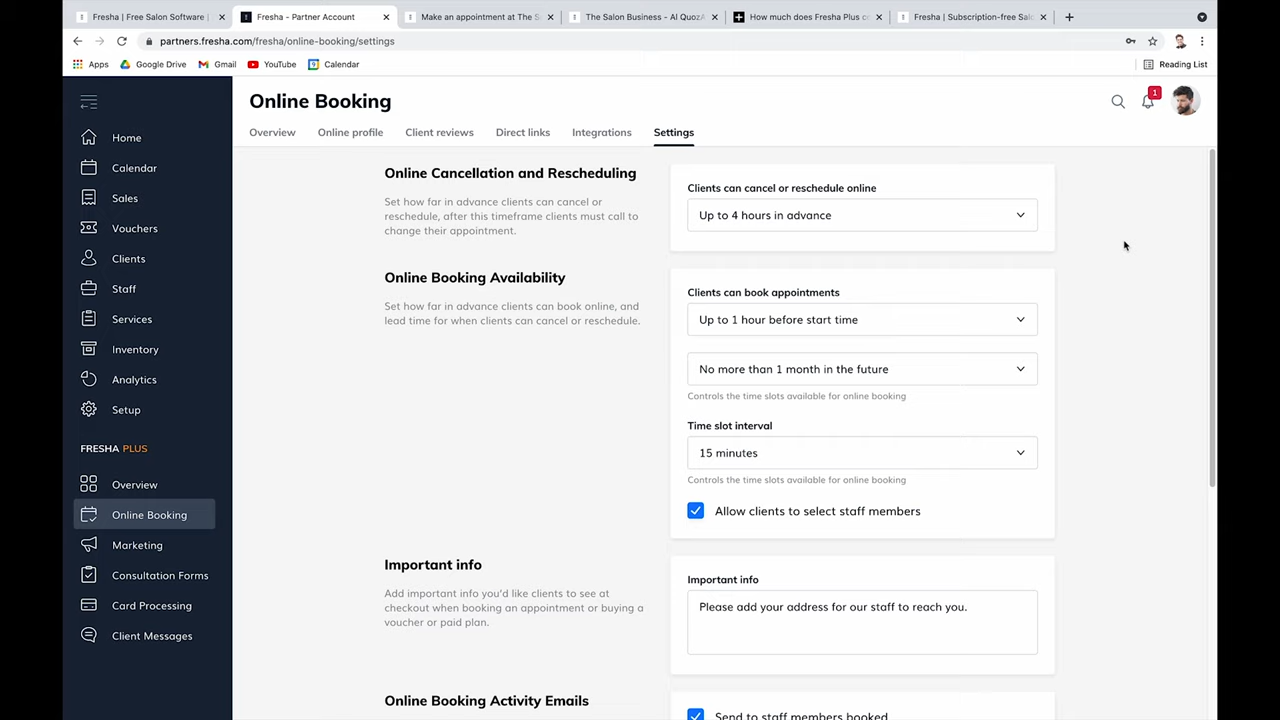 Fresha | Free Salon Software |
Fresha - Partner Account
Make an appointment at The S
The Salon Business - AI QuozA
How much does Fresha Plus co
Fresha | Subscription-free Salo
partners.fresha.com/fresha/online-booking/settings
Apps
Google Drive
Gmail
YouTube
Calendar
Reading List
Home
Calendar
Sales
Vouchers
Clients
Staff
Services
Inventory
Analytics
Setup
FRESHA PLUS
Overview
Online Booking
Marketing
Consultation Forms
Card Processing
Client Messages
Online Booking
1
Overview
Online profile
Client reviews
Direct links
Integrations
Settings
Online Cancellation and Rescheduling
Set how far in advance clients can cancel or
reschedule, after this timeframe clients must call to
change their appointment.
Clients can cancel or reschedule online
Up to 4 hours in advance
Online Booking Availability
Set how far in advance clients can book online, and
lead time for when clients can cancel or reschedule.
Clients can book appointments
Up to 1 hour before start time
No more than 1 month in the future
Controls the time slots available for online booking
Time slot interval
15 minutes
Controls the time slots available for online booking
Allow clients to select staff members
Important info
Add important info you'd like clients to see at
checkout when booking an appointment or buying a
voucher or paid plan.
Important info
Please add your address for our staff to reach you.
Online Booking Activity Emails
Send to staff members booked